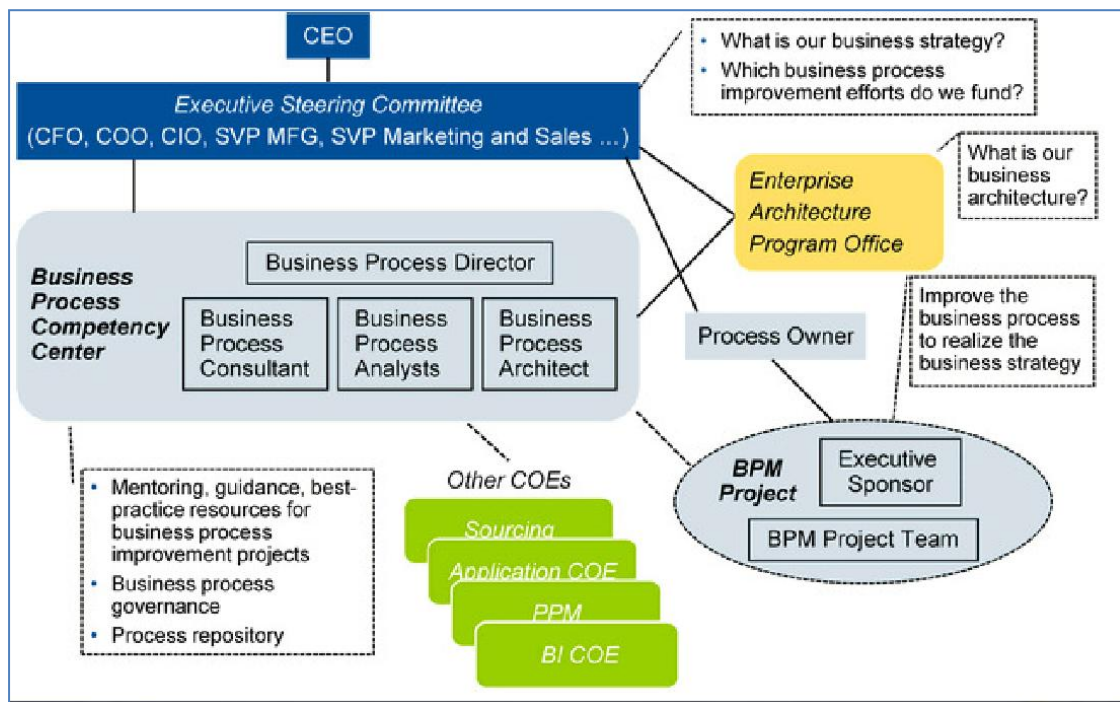 CEO
Executive Steering Committee
(CFO, COO, CIO, SVP MFG, SVP Marketing and Sales ...)
• What is our business strategy?
• Which business process
improvement efforts do we fund?
What is our
business
architecture?
Enterprise
Architecture
Program Office
Business
Process
Competency
Center
Business Process Director
Business
Process
Consultant
Business
Process
Analysts
Business
Process
Architect
Process Owner
Improve the
business process
to realize the
business strategy
BPM
Project
Executive
Sponsor
BPM Project Team
• Mentoring, guidance, best-
practice resources for
business process
improvement projects
• Business process
governance
• Process repository
Other COEs
Sourcing
Application COE
PPM
BI COE